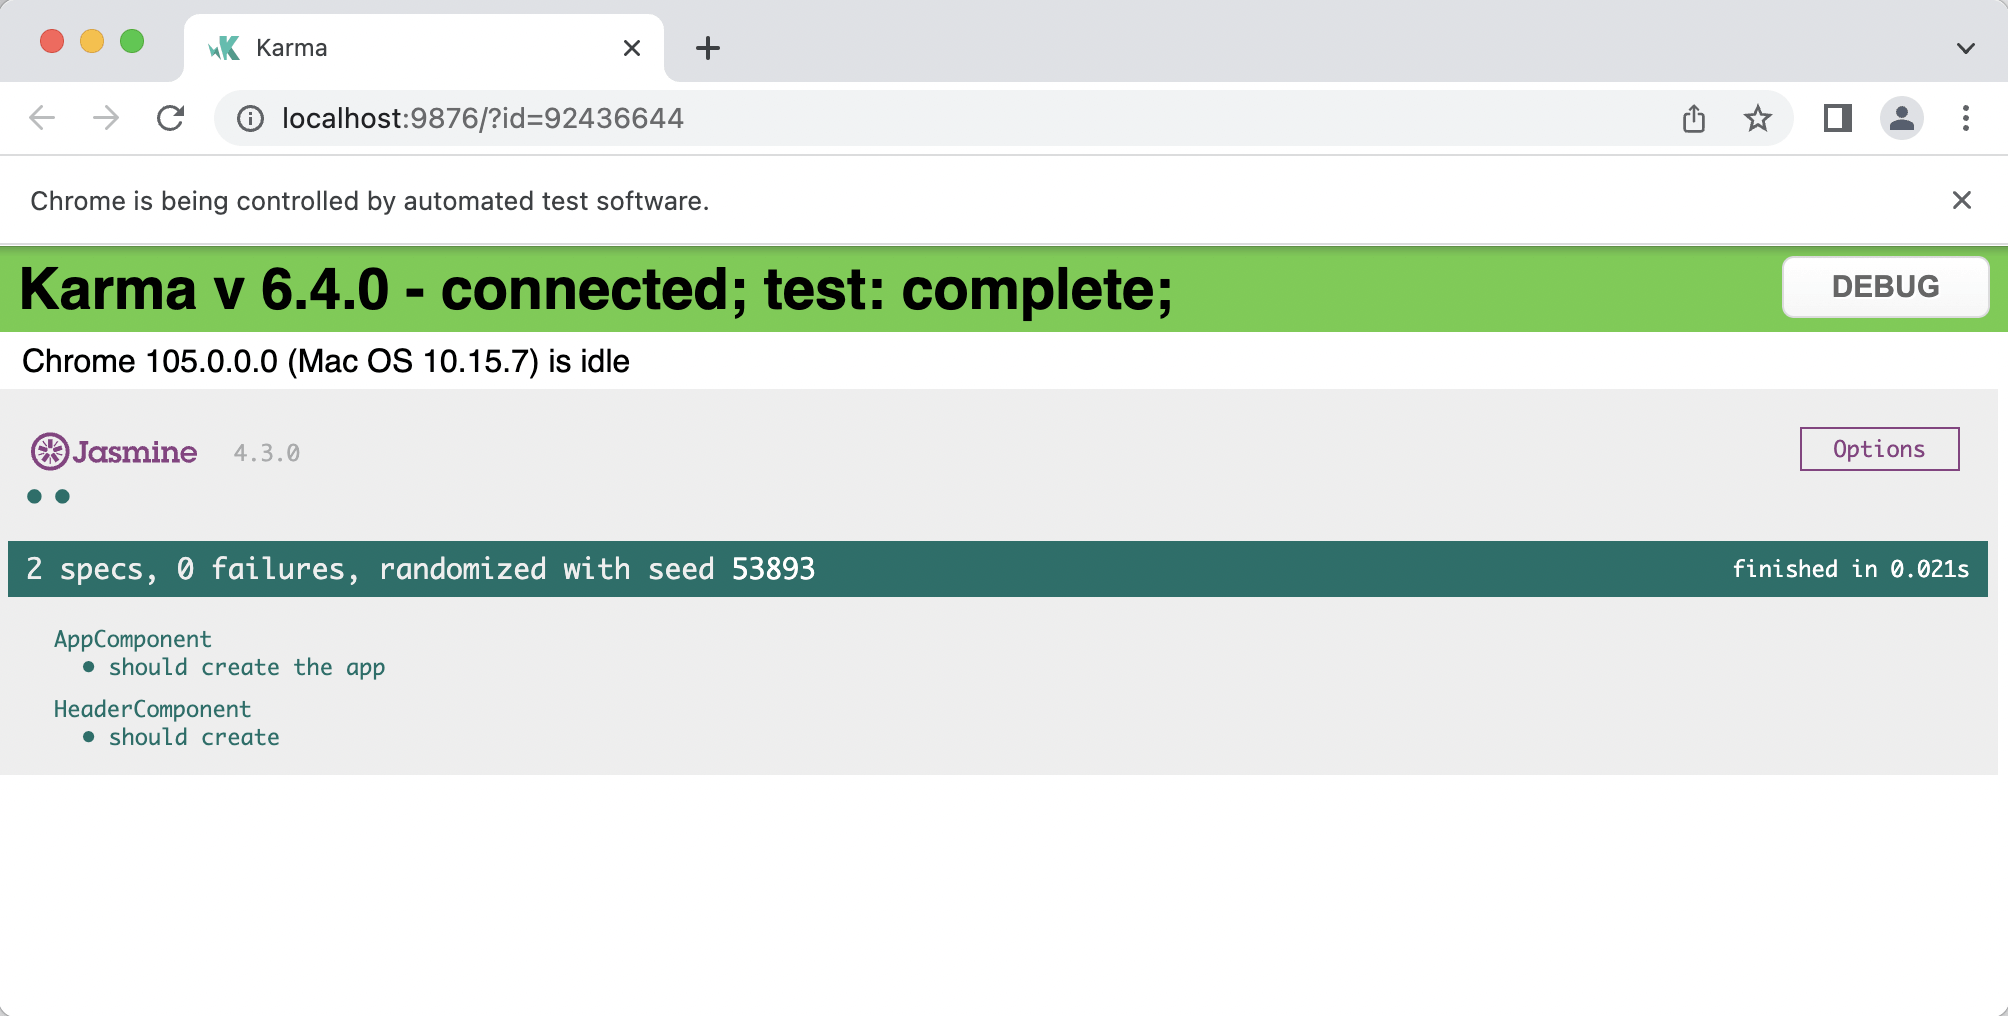 Karma
localhost:9876/?id=92436644
Chrome is being controlled by automated test software.
Karma v 6.4.0 - connected; test: complete;
DEBUG
Chrome 105.0.0.0 (Mac OS 10.15.7) is idle
Jasmine 4.3.0
Options
2 specs, 0 failures, randomized with seed 53893
finished in 0.021s
AppComponent
• should create the app
HeaderComponent
• should create